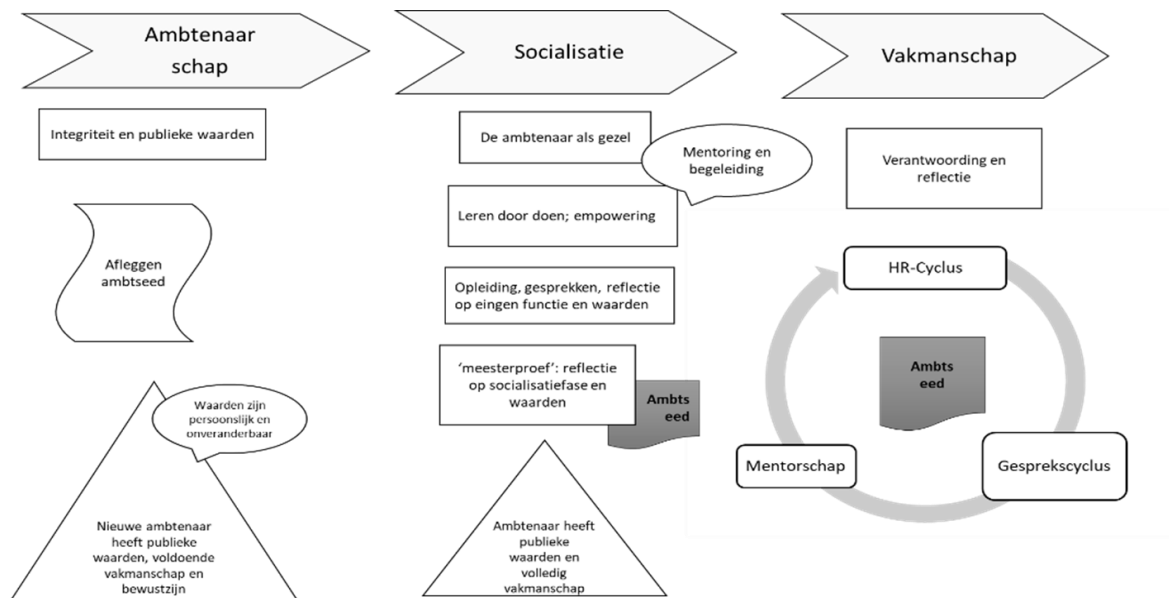 Ambtenaar
schap
Integriteit en publieke waarden
Afleggen
ambtseed
Waarden zijn
persoonslijk en
onveranderbaar
Nieuwe ambtenaar
heeft publieke
waarden, voldoende
vakmanschap en
bewustzijn
Socialisatie
De ambtenaar als gezel
Mentoring en
begeleiding
Leren door doen; empowering
Opleiding, gesprekken, reflectie
op eingen functie en waarden
‘meesterproef’: reflectie
op socialisatiefase en
waarden
Ambts
eed
Ambtenaar heeft
publieke
waarden en
volledig
vakmanschap
Vakmanschap
Verantwoording en
reflectie
HR-Cyclus
Ambts
eed
Mentorschap
Gesprekscyclus